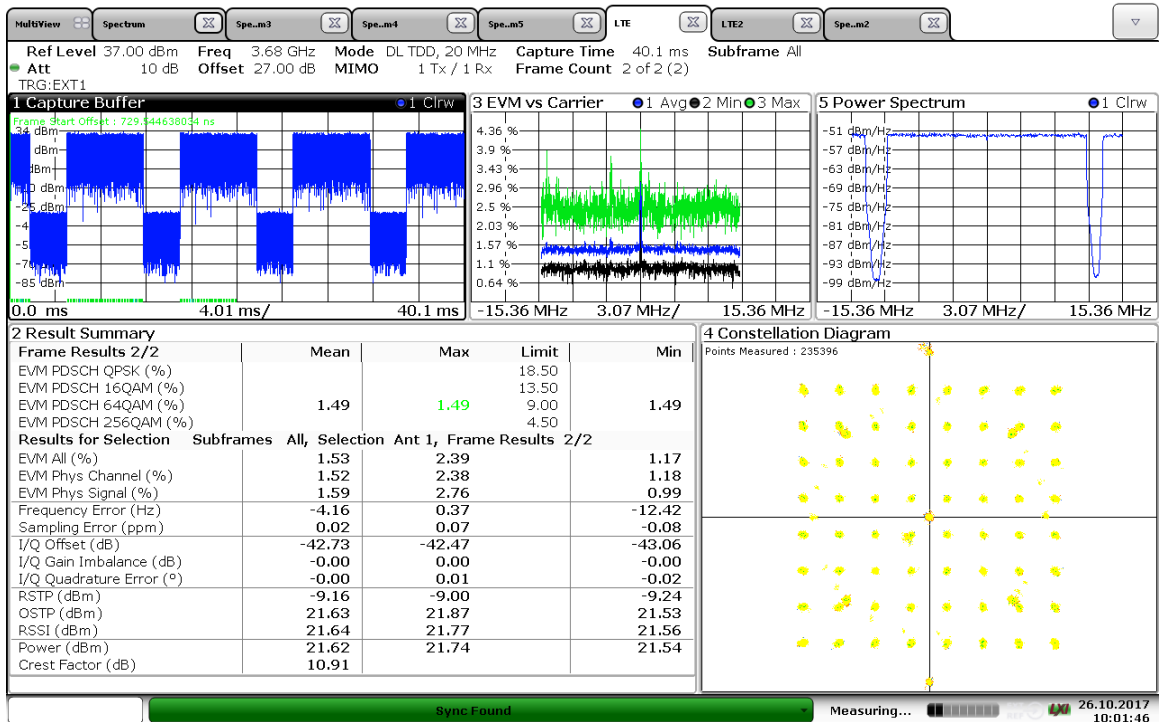 MultiView Spectrum Spe..m3 Spe..m4 Spe..m5 LTE LTE2 Spe..m2
Ref Level 37.00 dBm Freq 3.68 GHz Mode DL TDD, 20 MHz Capture Time 40.1 ms Subframe All
Att 10 dB Offset 27.00 dB MIMO 1 Tx / 1 Rx Frame Count 2 of 2 (2)
TRG:EXT1
1 Capture Buffer 1 Clrw
Frame Start Offset : 729.544638034 ns
34 dBm
dBm
dBm
dBm
-25 dBm
-85 dBm
0.0 ms 4.01 ms/ 40.1 ms
3 EVM vs Carrier 1 Avg 2 Min 3 Max
4.36 %
3.9 %
3.43 %
2.96 %
2.5 %
2.03 %
1.57 %
1.1 %
0.64 %
-15.36 MHz 3.07 MHz/ 15.36 MHz
5 Power Spectrum 1 Clrw
-51 dBm/Hz
-57 dBm/Hz
-63 dBm/Hz
-69 dBm/Hz
-75 dBm/Hz
-81 dBm/Hz
-87 dBm/Hz
-93 dBm/Hz
-99 dBm/Hz
-15.36 MHz 3.07 MHz/ 15.36 MHz
2 Result Summary
Frame Results 2/2 Mean Max Limit Min
EVM PDSCH QPSK (%) 18.50
EVM PDSCH 16QAM (%) 13.50
EVM PDSCH 64QAM (%) 1.49 1.49 9.00 1.49
EVM PDSCH 256QAM (%) 4.50
Results for Selection Subframes All, Selection Ant 1, Frame Results 2/2
EVM All (%) 1.53 2.39 1.17
EVM Phys Channel (%) 1.52 2.38 1.18
EVM Phys Signal (%) 1.59 2.76 0.99
Frequency Error (Hz) -4.16 0.37 -12.42
Sampling Error (ppm) 0.02 0.07 -0.08
I/Q Offset (dB) -42.73 -42.47 -43.06
I/Q Gain Imbalance (dB) -0.00 0.00 -0.00
I/Q Quadrature Error (°) -0.00 0.01 -0.02
RSTP (dBm) -9.16 -9.00 -9.24
OSTP (dBm) 21.63 21.87 21.53
RSSI (dBm) 21.64 21.77 21.56
Power (dBm) 21.62 21.74 21.54
Crest Factor (dB) 10.91
4 Constellation Diagram
Points Measured : 235396
Sync Found
Measuring...
REF
LXI
26.10.2017
10:01:46